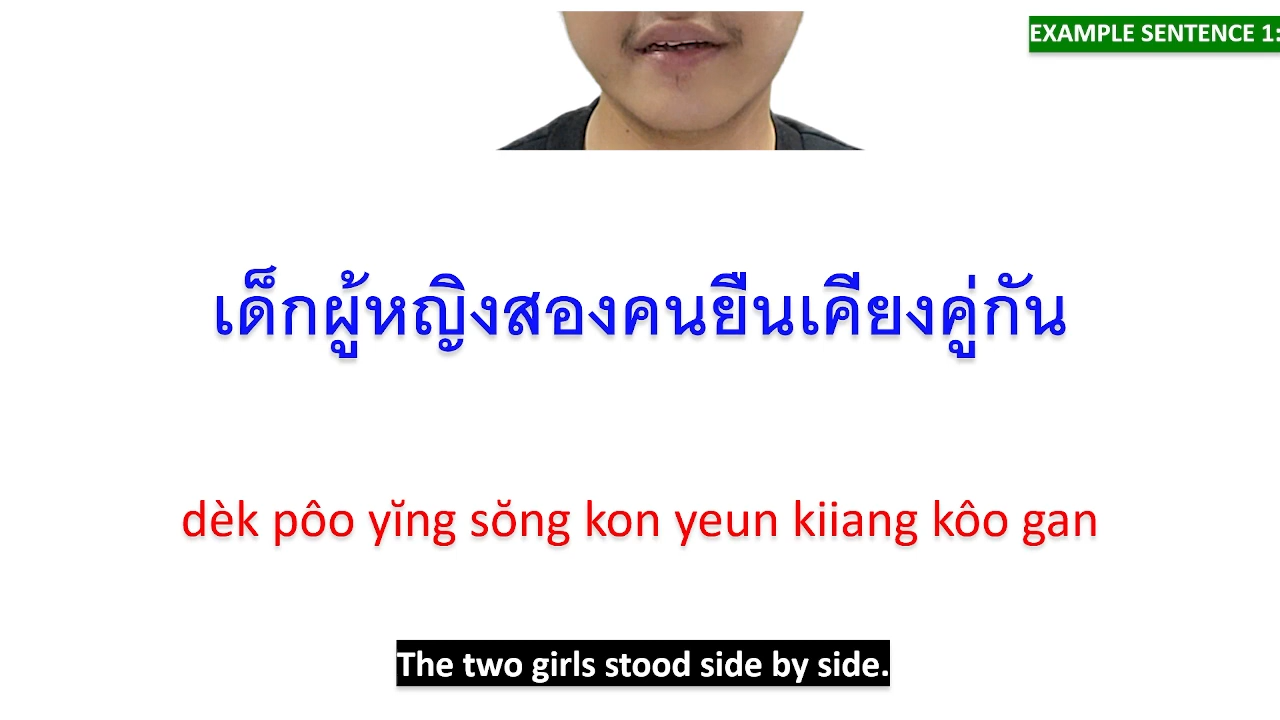 EXAMPLE SENTENCE 1:
เด็กผู้หญิงสองคนยืนเคียงคู่กัน
dèk pôo yĭng sŏng kon yeun kiiang kôo gan
The two girls stood side by side.